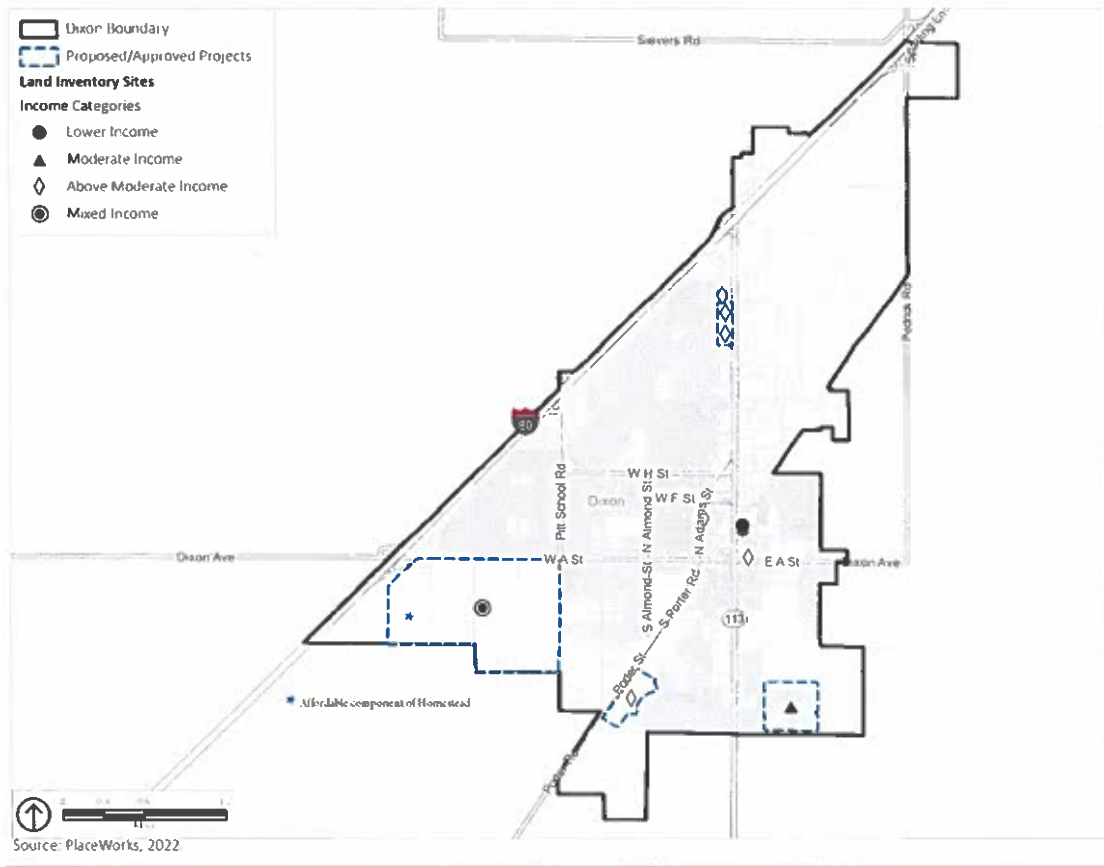 Dixon Boundary
Proposed/Approved Projects
Land Inventory Sites
Income Categories
Lower Income
Moderate Income
Above Moderate Income
Mixed Income
Sievers Rd
Pedrick Rd
80
Pitt School Rd
W H St
Dixon
W F St
N Adams St
N Almond St
Dixon Ave
W A St
E A St
Dixon Ave
S Almond St
S Porter Rd
113
Porter St
Affordable component of Homestead
Porter Rd
Source: PlaceWorks, 2022